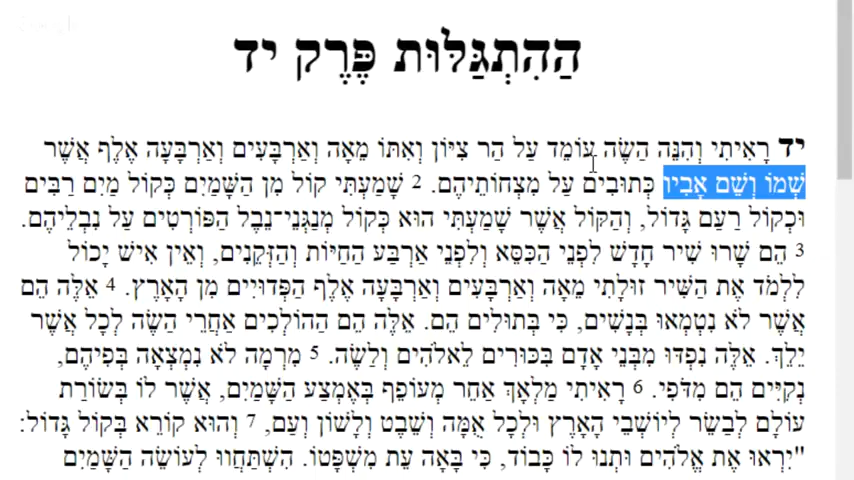 הַהִתְגַּלּוּת פֶּרֶק יד
יד רָאִיתִי וְהִנֵּה הַשֶּׂה עוֹמֵד עַל הַר צִיּוֹן וְאִתּוֹ מֵאָה וְאַרְבָּעִים וְאַרְבָּעָה אֶלֶף אֲשֶׁר
שְׁמוֹ וְשֵׁם אָבִיו כְּתוּבִים עַל מִצְחוֹתֵיהֶם. 2 שָׁמַעְתִּי קוֹל מִן הַשָּׁמַיִם כְּקוֹל מַיִם רַבִּים
וּכְקוֹל רַעַם גָּדוֹל, וְהַקּוֹל אֲשֶׁר שָׁמַעְתִּי הוּא כְּקוֹל מְנַגְּנֵי־נֵבֶל הַפּוֹרְטִים עַל נִבְלֵיהֶם.
3 הֵם שָׁרוּ שִׁיר חָדָשׁ לִפְנֵי הַכִּסֵּא וְלִפְנֵי אַרְבַּע הַחַיּוֹת וְהַזְּקֵנִים, וְאֵין אִישׁ יָכוֹל
לִלְמֹד אֶת הַשִּׁיר זוּלָתִי מֵאָה וְאַרְבָּעִים וְאַרְבָּעָה אֶלֶף הַפְּדוּיִים מִן הָאָרֶץ. 4 אֵלֶּה הֵם
אֲשֶׁר לֹא נִטְמְאוּ בְּנָשִׁים, כִּי בְּתוּלִים הֵם. אֵלֶּה הֵם הַהוֹלְכִים אַחֲרֵי הַשֶּׂה לְכָל אֲשֶׁר
יֵלֵךְ. אֵלֶּה נִפְדּוּ מִבְּנֵי אָדָם בִּכּוּרִים לֵאלֹהִים וְלַשֶּׂה. 5 מִרְמָה לֹא נִמְצְאָה בְּפִיהֶם,
נְקִיִּים הֵם מִדֹּפִי. 6 רָאִיתִי מַלְאָךְ אַחֵר מְעוֹפֵף בְּאֶמְצַע הַשָּׁמַיִם, אֲשֶׁר לוֹ בְּשׂוֹרַת
עוֹלָם לְבַשֵּׂר לְיוֹשְׁבֵי הָאָרֶץ וּלְכָל אֻמָּה וְשֵׁבֶט וְלָשׁוֹן וְעַם, 7 וְהוּא קוֹרֵא בְּקוֹל גָּדוֹל:
"יִרְאוּ אֶת אֱלֹהִים וּתְנוּ לוֹ כָּבוֹד, כִּי בָּאָה עֵת מִשְׁפָּטוֹ. הִשְׁתַּחֲווּ לְעוֹשֵׂה הַשָּׁמַיִם